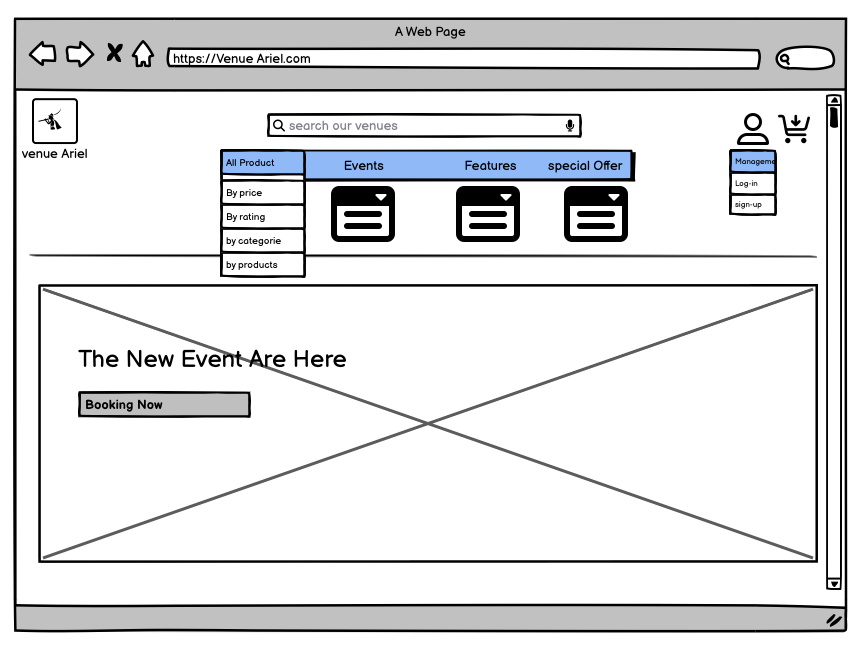 A Web Page
https://Venue Ariel.com
search our venues
venue Ariel
All Product
Events
Features
special Offer
By price
By rating
by categorie
by products
Manageme
Log-in
sign-up
The New Event Are Here
Booking Now